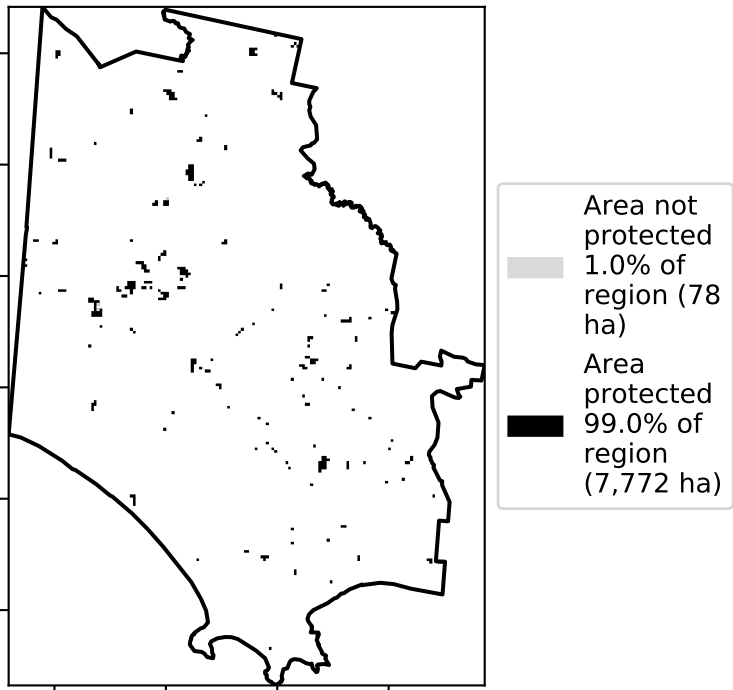 Area not
protected
1.0% of
region (78
ha)
Area
protected
99.0% of
region
(7,772 ha)